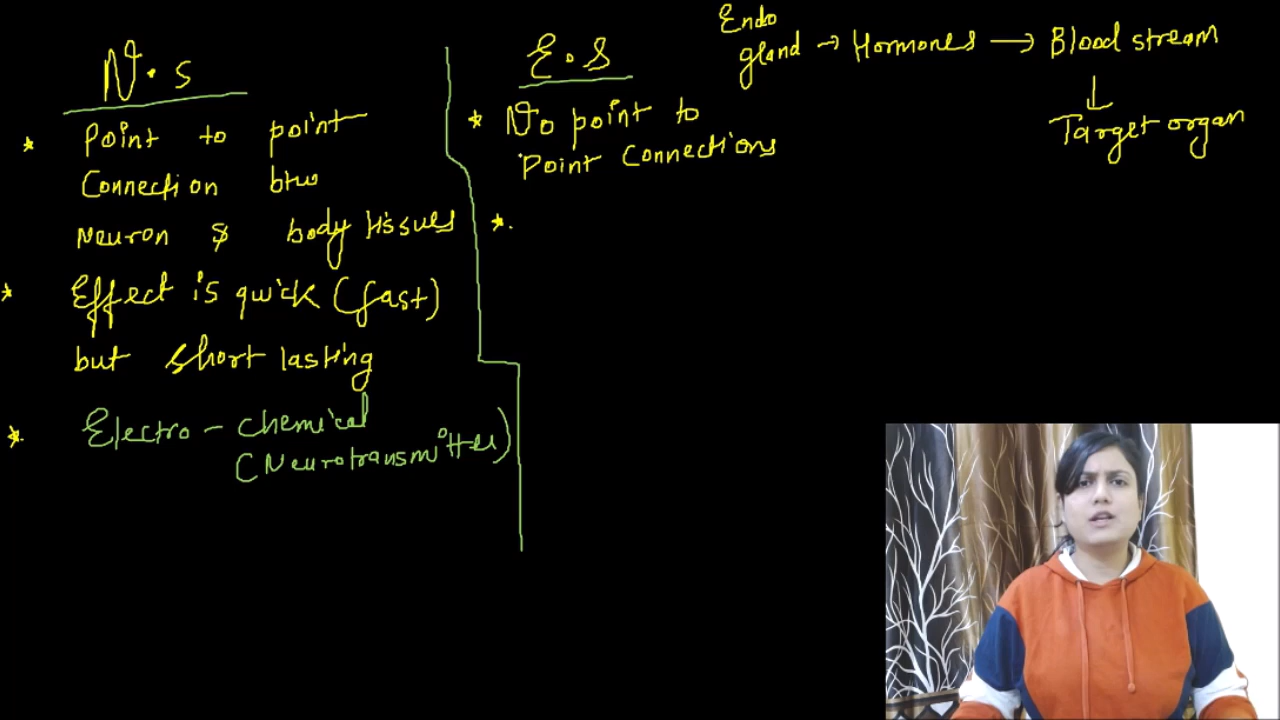 N.S
* Point to point
Connection btw
Neuron & body tissues
* Effect is quick (fast)
but short lasting
* Electro - chemical
(Neurotransmitter)
E.S
* No point to
Point Connections
*.
Endo
gland → Hormones → Blood stream
↓
Target organ